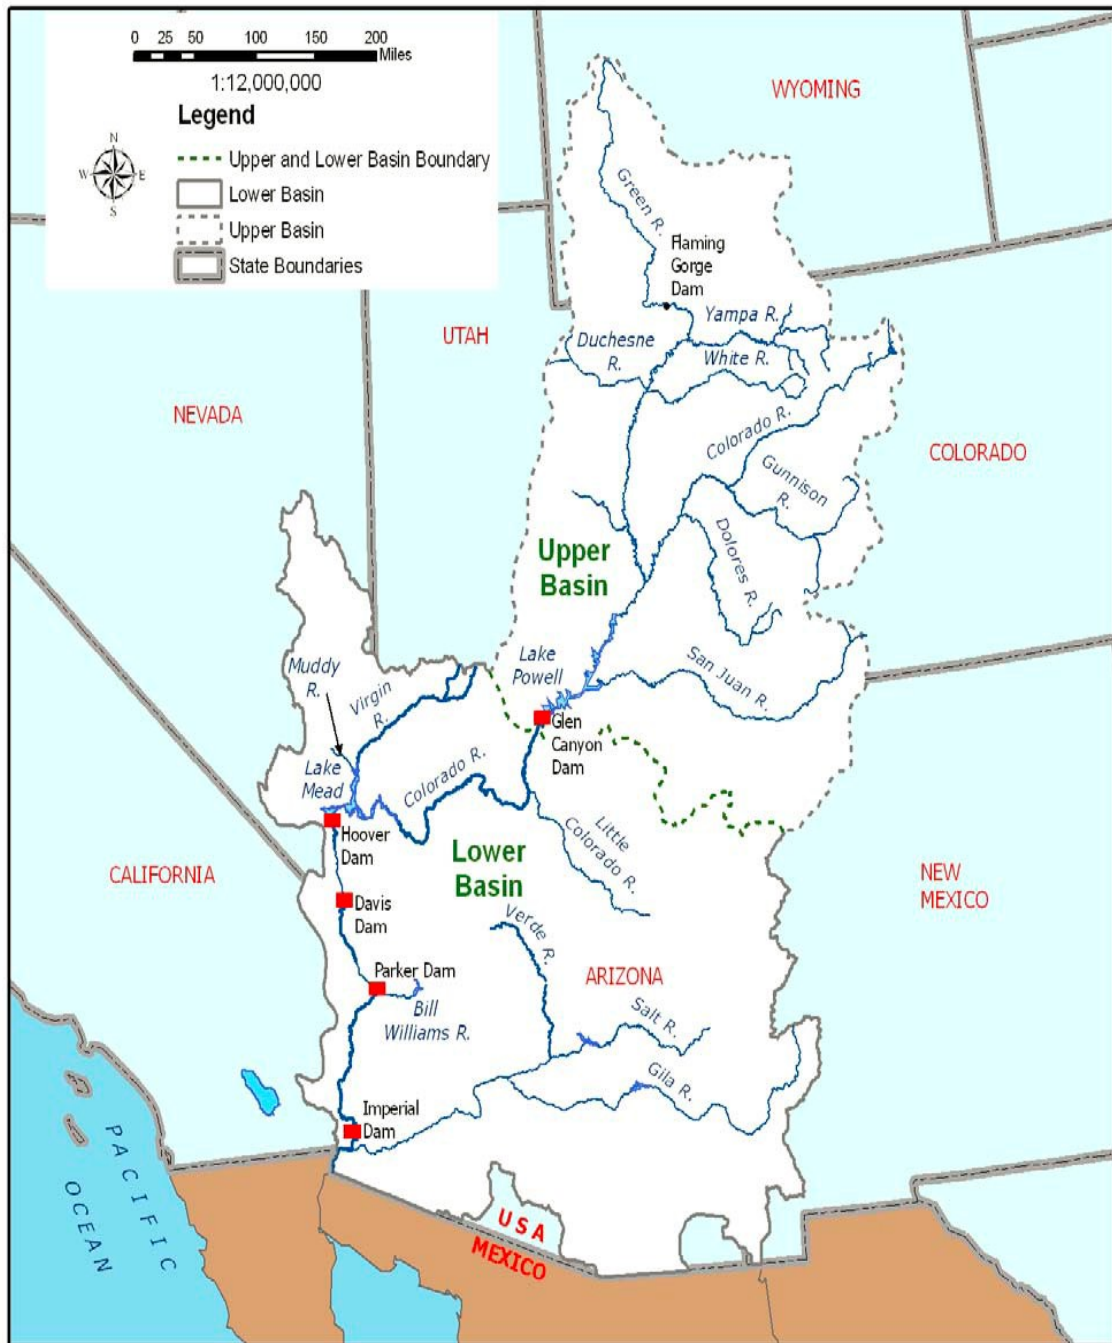 0 25 50 100 150 200
Miles
1:12,000,000
Legend
Upper and Lower Basin Boundary
Lower Basin
Upper Basin
State Boundaries
N
W E
S
WYOMING
Green R.
Flaming
Gorge
Dam
UTAH
Yampa R.
Duchesne
R.
White R.
NEVADA
Colorado R.
COLORADO
Gunnison
R.
Dolores R.
Upper
Basin
Muddy
R.
Virgin
R.
Lake
Powell
San Juan R.
Glen
Canyon
Dam
Lake
Mead
Colorado R.
Hoover
Dam
Little
Colorado R.
Lower
Basin
CALIFORNIA
NEW
MEXICO
Davis
Dam
Verde R.
Parker Dam
ARIZONA
Bill
Williams R.
Salt R.
Gila R.
Imperial
Dam
PACIFIC
OCEAN
USA
MEXICO